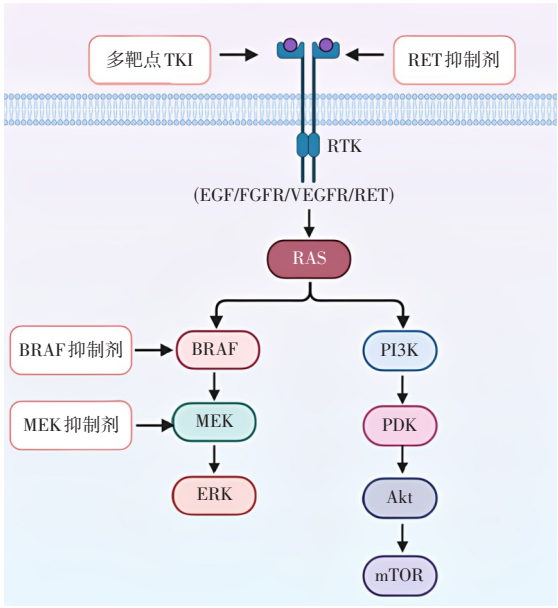 多靶点TKI
RET抑制剂
RTK
(EGF/FGFR/VEGFR/RET)
RAS
BRAF抑制剂
BRAF
PI3K
MEK抑制剂
MEK
PDK
ERK
Akt
mTOR